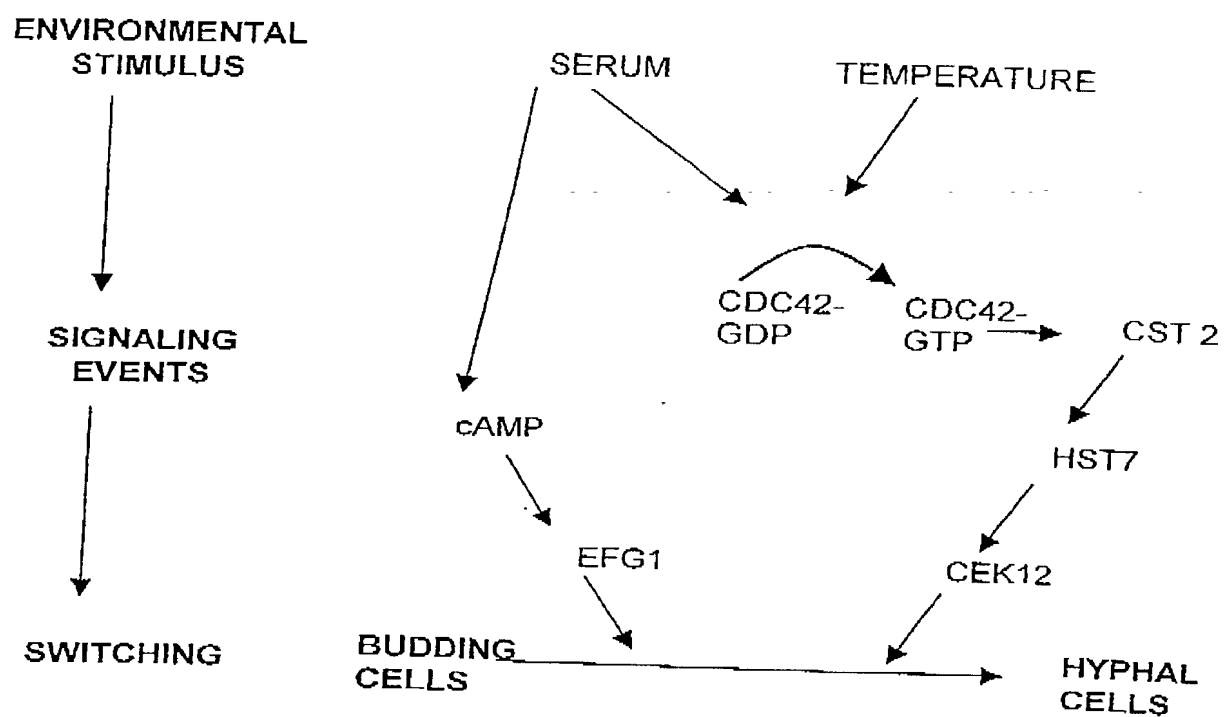 ENVIRONMENTAL
STIMULUS
SERUM
TEMPERATURE
CDC42-
GDP
CDC42-
GTP
CST 2
SIGNALING
EVENTS
cAMP
HST7
EFG1
CEK12
SWITCHING
BUDDING
CELLS
HYPHAL
CELLS